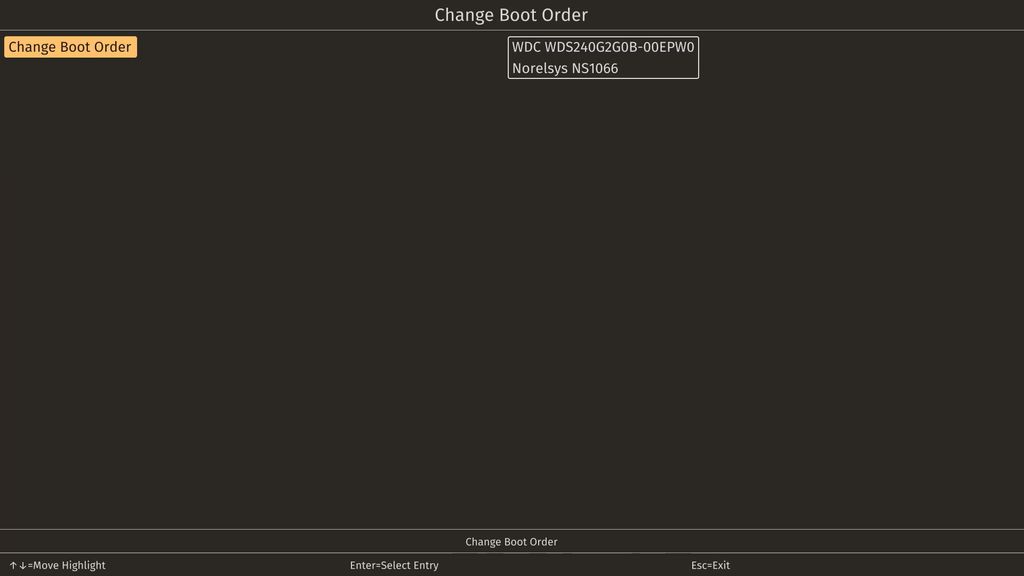 Change Boot Order
Change Boot Order
WDC WDS240G2G0B-00EPW0
Norelsys NS1066
Change Boot Order
↑↓=Move Highlight
Enter=Select Entry
Esc=Exit